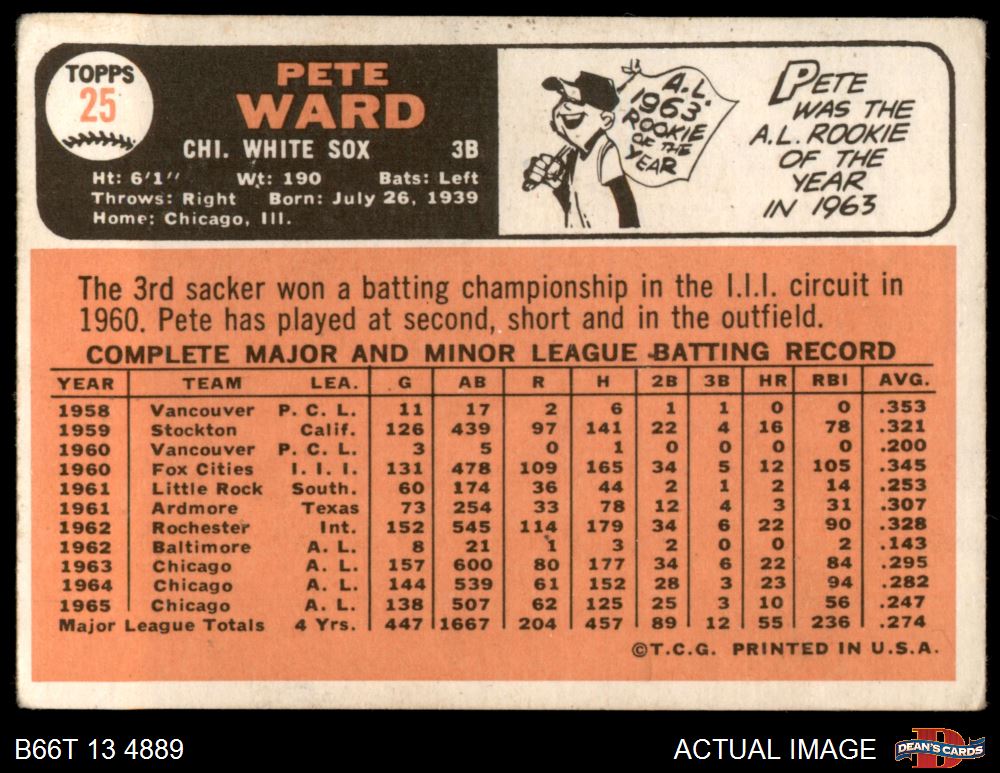 TOPPS
25
PETE
WARD
CHI. WHITE SOX 3B
Ht: 6'1" Wt: 190 Bats: Left
Throws: Right Born: July 26, 1939
Home: Chicago, Ill.
A.L.
1963
ROOKIE
OF THE
YEAR
PETE
WAS THE
A.L. ROOKIE
OF THE
YEAR
IN 1963
The 3rd sacker won a batting championship in the I.I.I. circuit in
1960. Pete has played at second, short and in the outfield.
COMPLETE MAJOR AND MINOR LEAGUE BATTING RECORD
YEAR TEAM LEA. G AB R H 2B 3B HR RBI AVG.
1958 Vancouver P. C. L. 11 17 2 6 1 1 0 0 .353
1959 Stockton Calif. 126 439 97 141 22 4 16 78 .321
1960 Vancouver P. C. L. 3 5 0 1 0 0 0 0 .200
1960 Fox Cities I. I. I. 131 478 109 165 34 5 12 105 .345
1961 Little Rock South. 60 174 36 44 2 1 2 14 .253
1961 Ardmore Texas 73 254 33 78 12 4 3 31 .307
1962 Rochester Int. 152 545 114 179 34 6 22 90 .328
1962 Baltimore A. L. 8 21 1 3 2 0 0 2 .143
1963 Chicago A. L. 157 600 80 177 34 6 22 84 .295
1964 Chicago A. L. 144 539 61 152 28 3 23 94 .282
1965 Chicago A. L. 138 507 62 125 25 3 10 56 .247
Major League Totals 4 Yrs. 447 1667 204 457 89 12 55 236 .274
©T.C.G. PRINTED IN U.S.A.
B66T 13 4889
ACTUAL IMAGE
D
DEAN'S CARDS